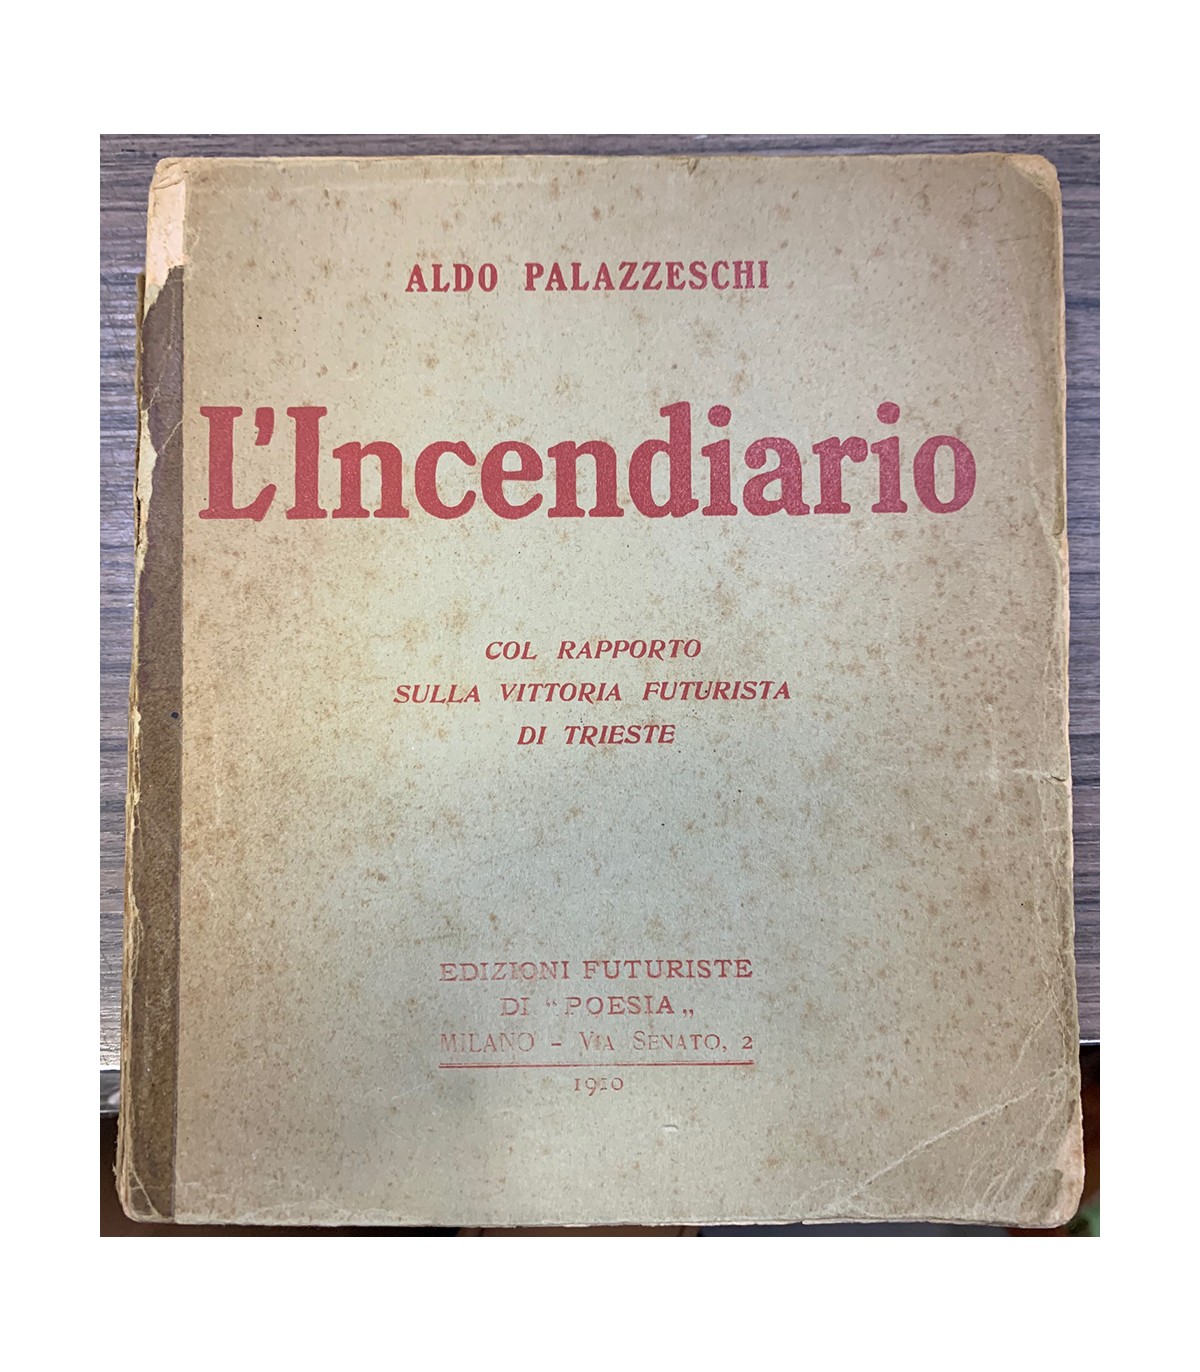 ALDO PALAZZESCHI
L'Incendiario
COL RAPPORTO
SULLA VITTORIA FUTURISTA
DI TRIESTE
EDIZIONI FUTURISTE
DI “POESIA„
MILANO - VIA SENATO, 2
1910